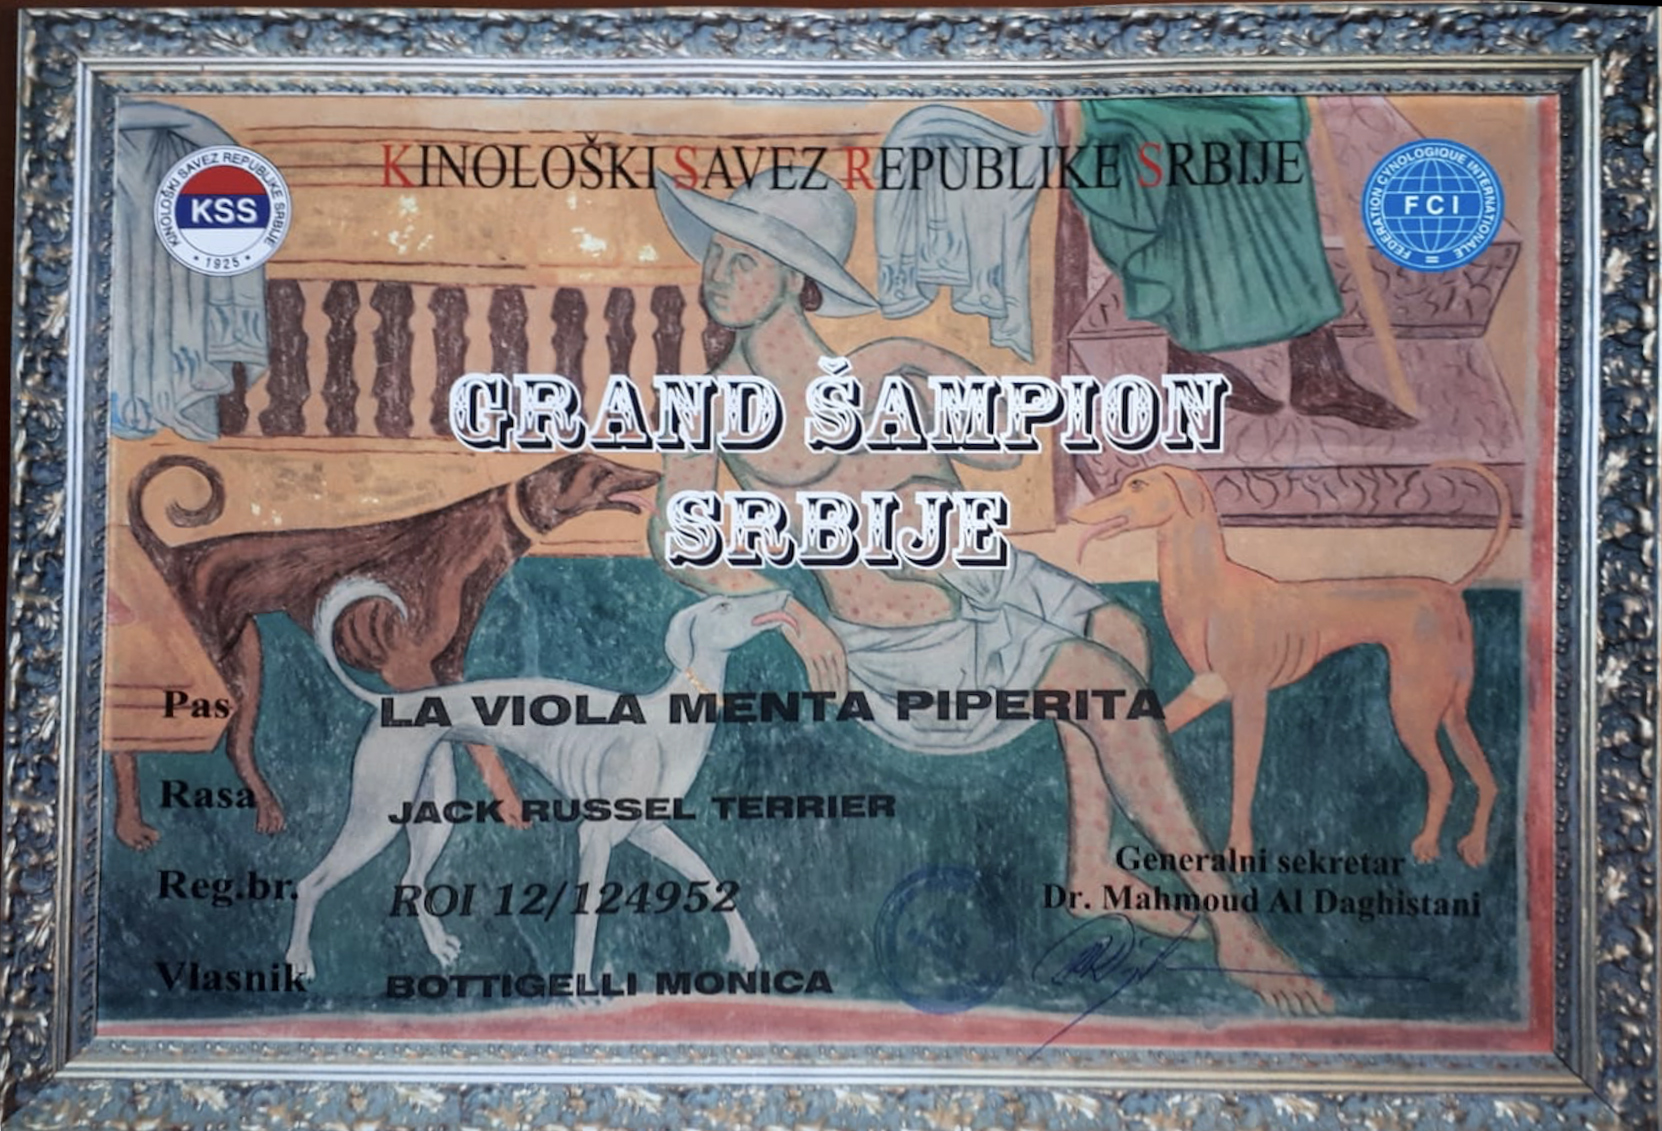 KINOLOŠKI SAVEZ REPUBLIKE SRBIJE
KINOLOŠKI SAVEZ REPUBLIKE SRBIJE
KSS
• 1925 •
FEDERATION CYNOLOGIQUE INTERNATIONALE
FCI
GRAND ŠAMPION
SRBIJE
Pas LA VIOLA MENTA PIPERITA
Rasa JACK RUSSEL TERRIER
Reg.br. ROI 12/124952
Vlasnik BOTTIGELLI MONICA
Generalni sekretar
Dr. Mahmoud Al Daghistani